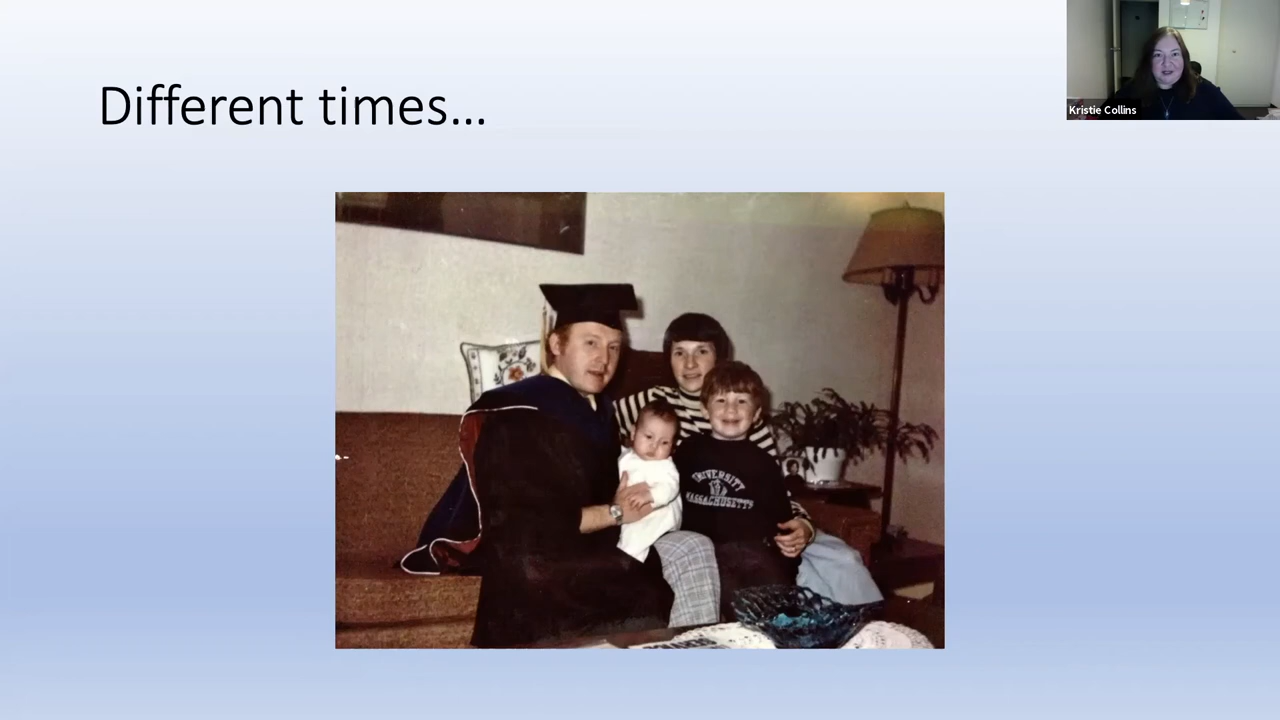 Different times...
Kristie Collins
UNIVERSITY
MASSACHUSETTS